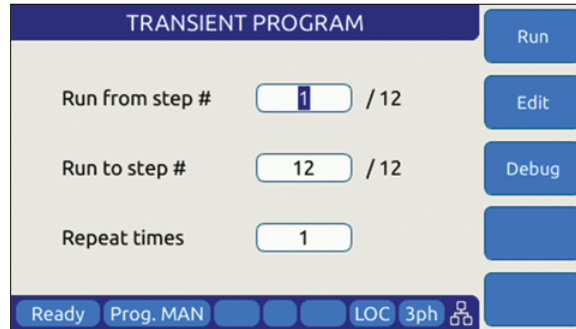 TRANSIENT PROGRAM
Run
Run from step # 1 / 12
Edit
Run to step # 12 / 12
Debug
Repeat times 1
Ready Prog. MAN LOC 3ph